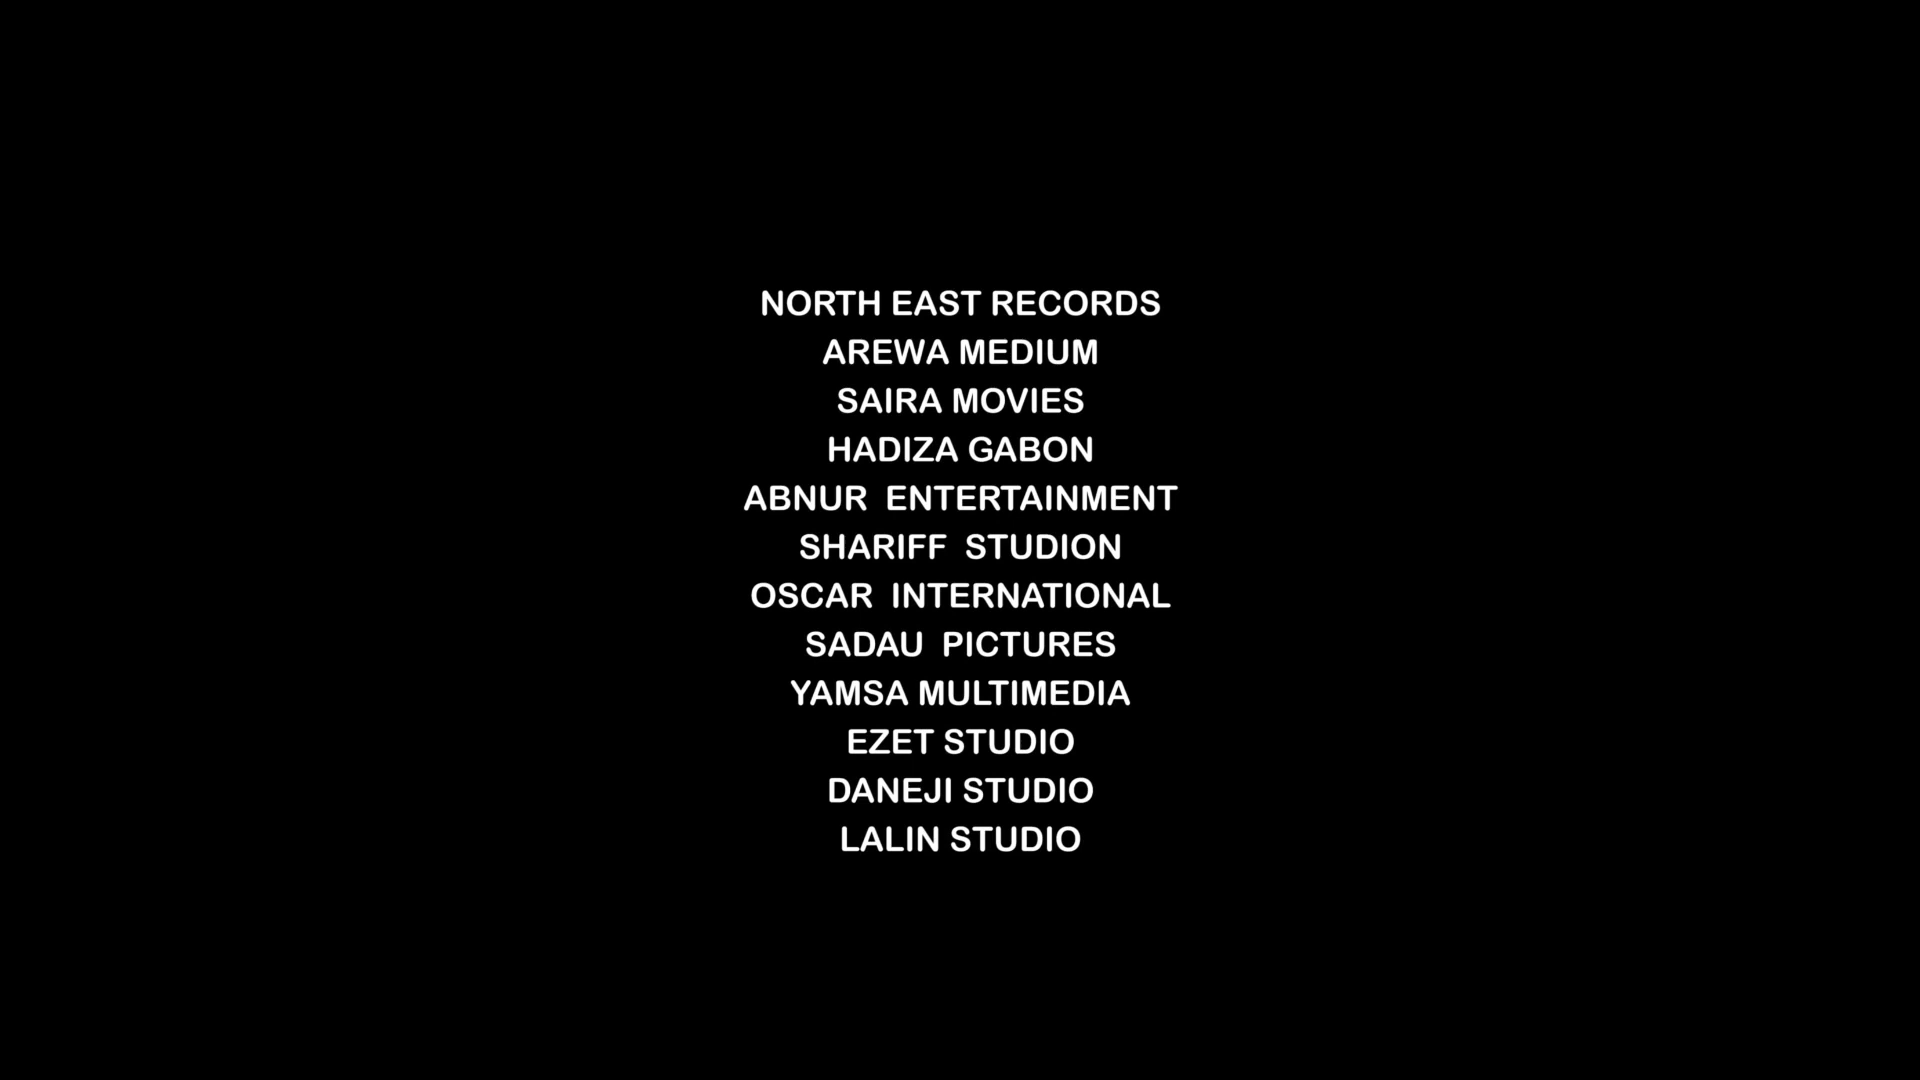 NORTH EAST RECORDS
AREWA MEDIUM
SAIRA MOVIES
HADIZA GABON
ABNUR  ENTERTAINMENT
SHARIFF  STUDION
OSCAR  INTERNATIONAL
SADAU  PICTURES
YAMSA MULTIMEDIA
EZET STUDIO
DANEJI STUDIO
LALIN STUDIO